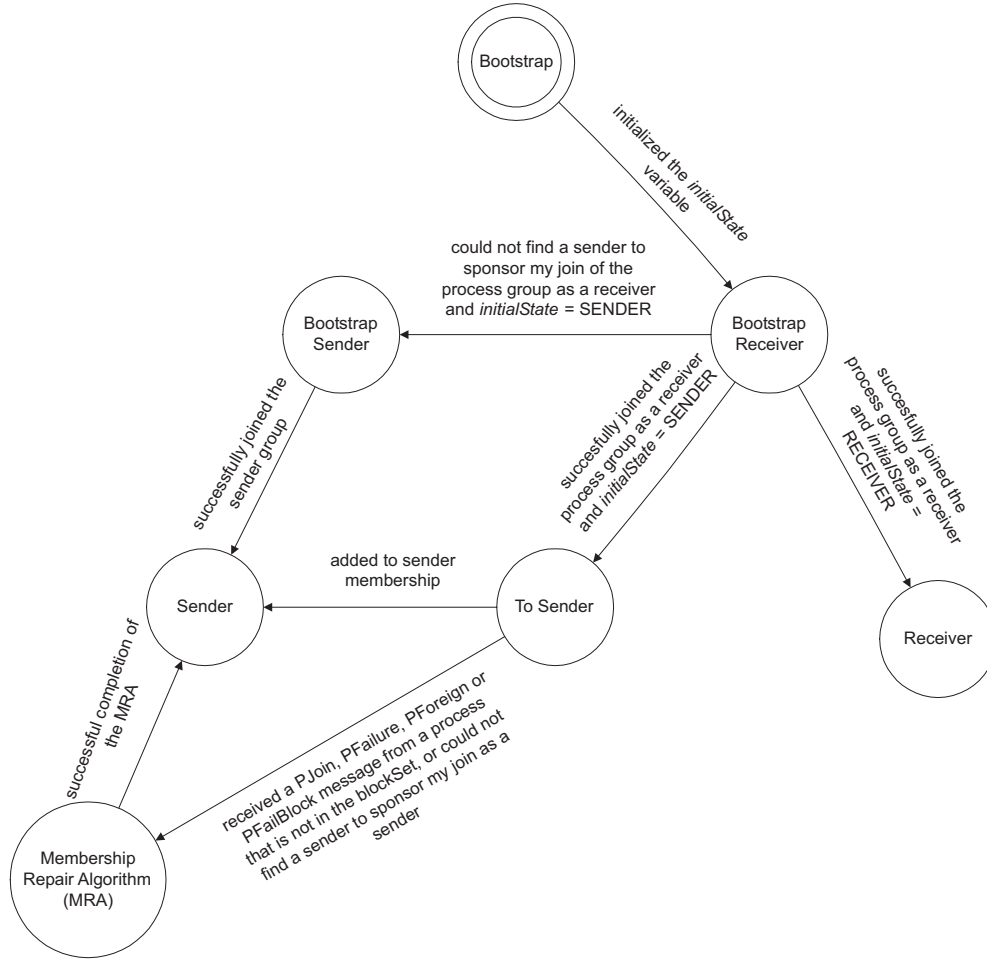 Bootstrap
initialized the initialState
variable
could not find a sender to
sponsor my join of the
process group as a receiver
and initialState = SENDER
Bootstrap
Sender
Bootstrap
Receiver
successfully joined the
sender group
succesfully joined the
process group as a receiver
and initialState = SENDER
succesfully joined the
process group as a receiver
and initialState =
RECEIVER
added to sender
membership
Sender
To Sender
Receiver
successful completion of
the MRA
received a PJoin, PFailure, PForeign or
PFailBlock message from a process
that is not in the blockSet, or could not
find a sender to sponsor my join as a
sender
Membership
Repair Algorithm
(MRA)